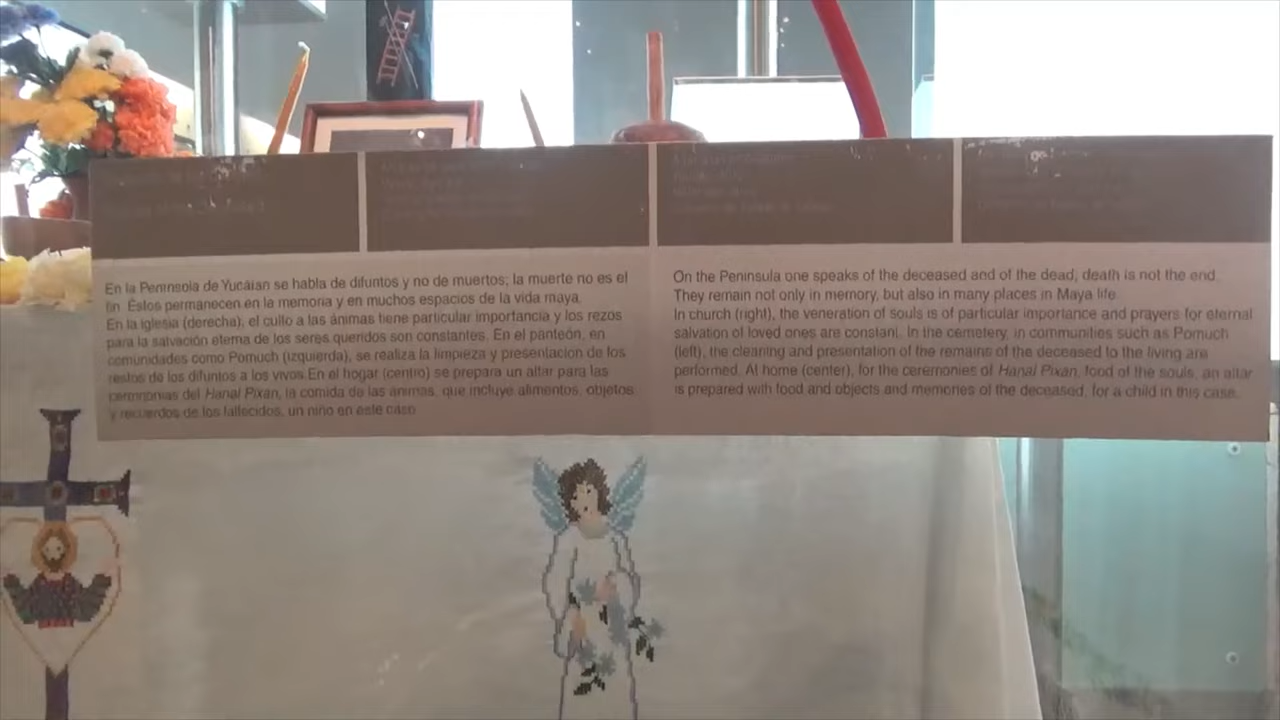 En la Península de Yucatán se habla de difuntos y no de muertos; la muerte no es el
fin. Éstos permanecen en la memoria y en muchos espacios de la vida maya.
En la iglesia (derecha), el culto a las ánimas tiene particular importancia y los rezos
para la salvación eterna de los seres queridos son constantes. En el panteón, en
comunidades como Pomuch (izquierda), se realiza la limpieza y presentación de los
restos de los difuntos a los vivos.En el hogar (centro) se prepara un altar para las
ceremonias del Hanal Pixan, la comida de las ánimas, que incluye alimentos, objetos
y recuerdos de los fallecidos, un niño en este caso.
On the Peninsula one speaks of the deceased and of the dead, death is not the end.
They remain not only in memory, but also in many places in Maya life.
In church (right), the veneration of souls is of particular importance and prayers for eternal
salvation of loved ones are constant. In the cemetery, in communities such as Pomuch
(left), the cleaning and presentation of the remains of the deceased to the living are
performed. At home (center), for the ceremonies of Hanal Pixan, food of the souls, an altar
is prepared with food and objects and memories of the deceased, for a child in this case.